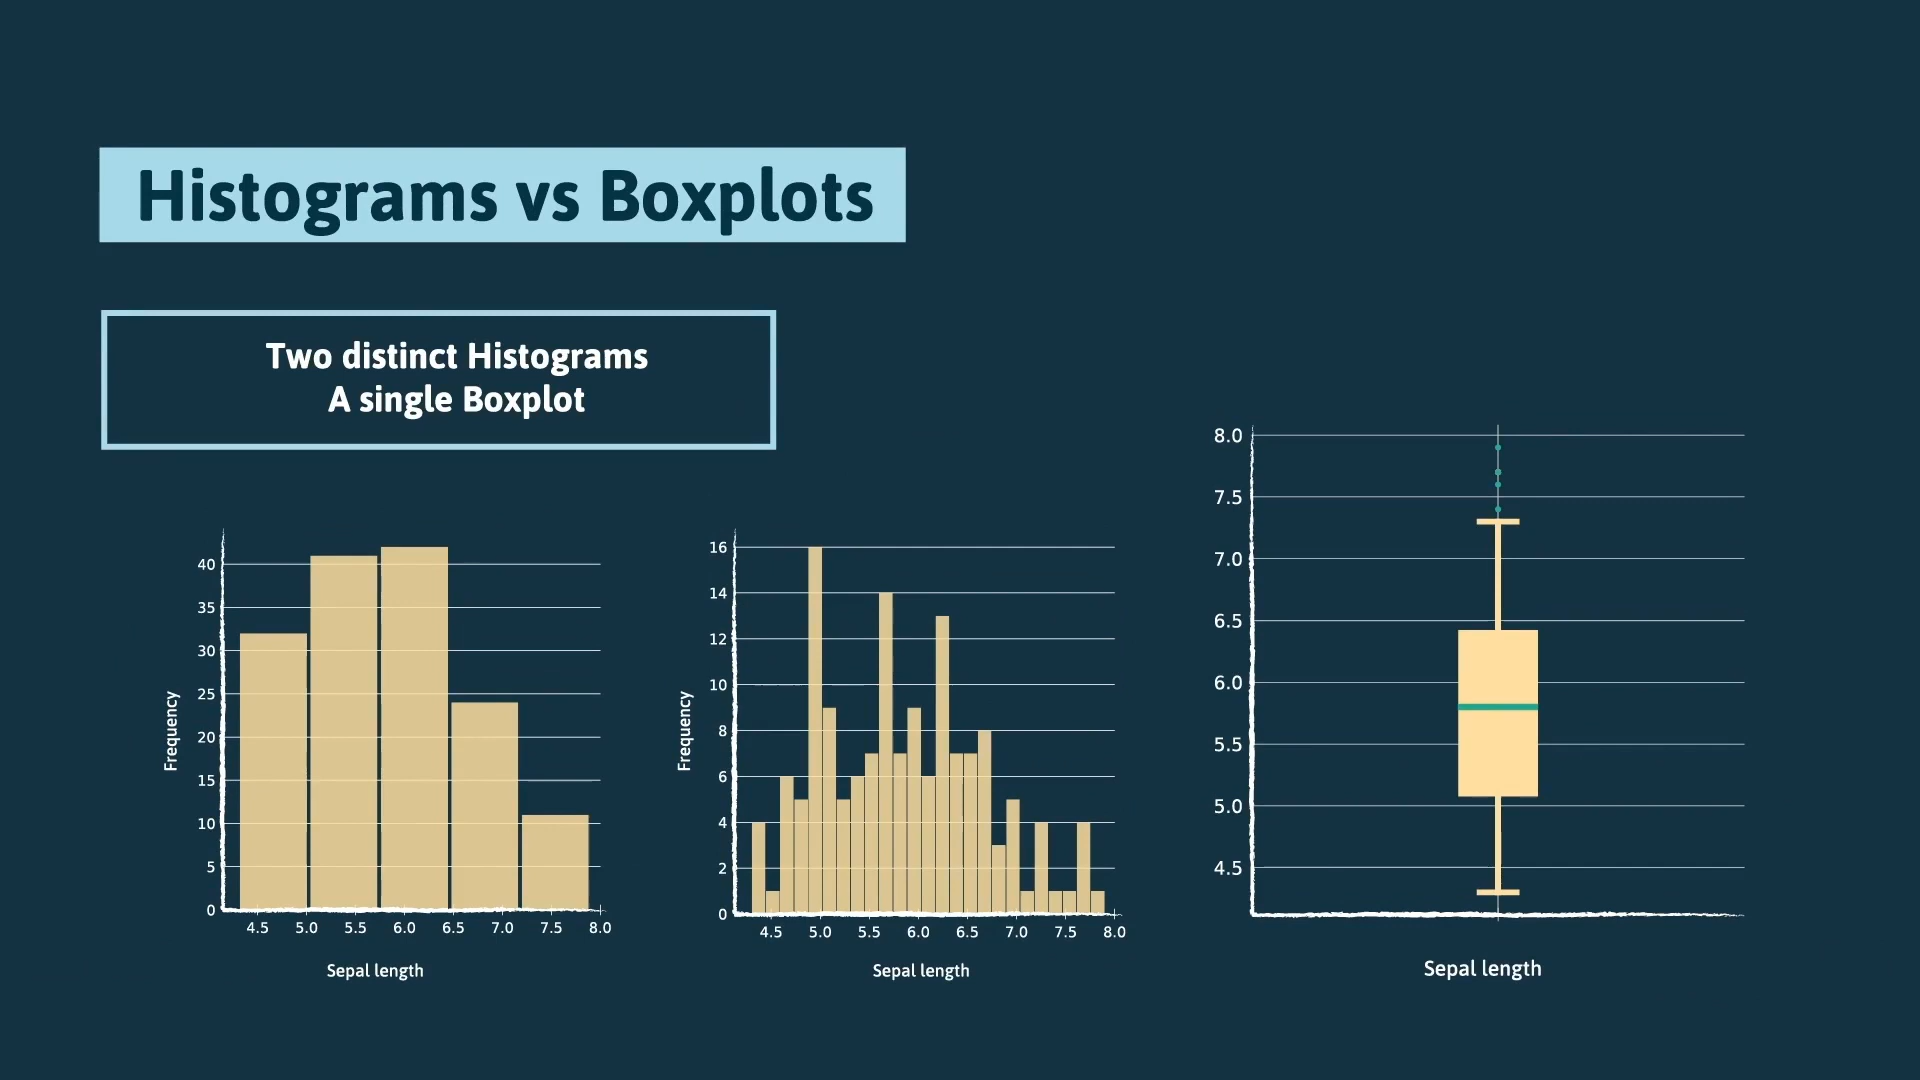 Histograms vs Boxplots
Two distinct Histograms
A single Boxplot
40
35
30
25
20
15
10
5
0
Frequency
4.5 5.0 5.5 6.0 6.5 7.0 7.5 8.0
Sepal length
16
14
12
10
8
6
4
2
0
Frequency
4.5 5.0 5.5 6.0 6.5 7.0 7.5 8.0
Sepal length
8.0
7.5
7.0
6.5
6.0
5.5
5.0
4.5
Sepal length